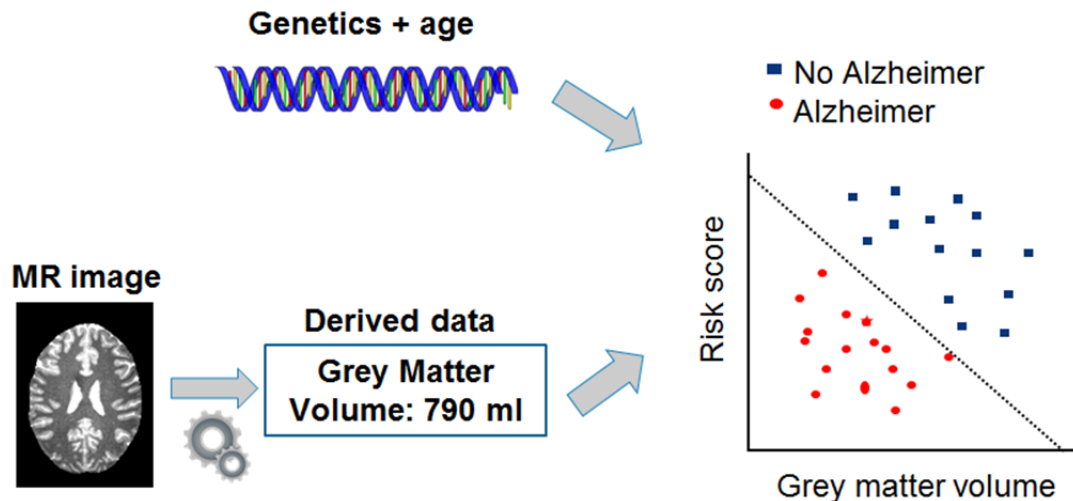 Genetics + age
No Alzheimer
Alzheimer
MR image
Derived data
Grey Matter
Volume: 790 ml
Risk score
Grey matter volume